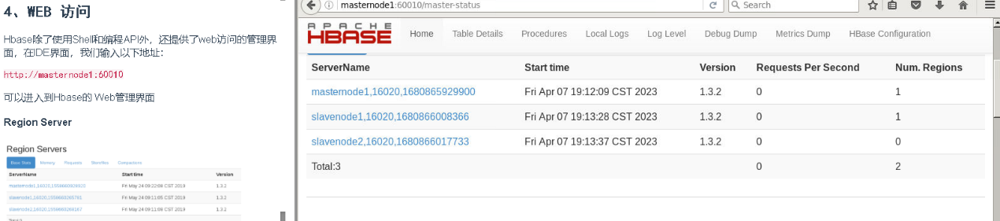 4、WEB 访问
Hbase除了使用Shell和编程API外，还提供了web访问的管理界
面，在IDE界面，我们输入以下地址：
http://masternode1:60010
可以进入到Hbase的 Web管理界面
Region Server
Region Servers
Base Stats Memory Requests Storefiles Compactions
ServerName Start time Version
masternode1,16020, Fri May 24 09:22:08 CST 2019 1.3.2
slavenode1,16020, Fri May 24 09:11:05 CST 2019 1.3.2
slavenode2,16020, Fri May 24 09:11:06 CST 2019 1.3.2
masternode1:60010/master-status Search
APACHE
HBASE Home Table Details Procedures Local Logs Log Level Debug Dump Metrics Dump HBase Configuration
ServerName Start time Version Requests Per Second Num. Regions
masternode1,16020,1680865929900 Fri Apr 07 19:12:09 CST 2023 1.3.2 0 1
slavenode1,16020,1680866008366 Fri Apr 07 19:13:28 CST 2023 1.3.2 0 1
slavenode2,16020,1680866017733 Fri Apr 07 19:13:37 CST 2023 1.3.2 0 0
Total:3 0 2